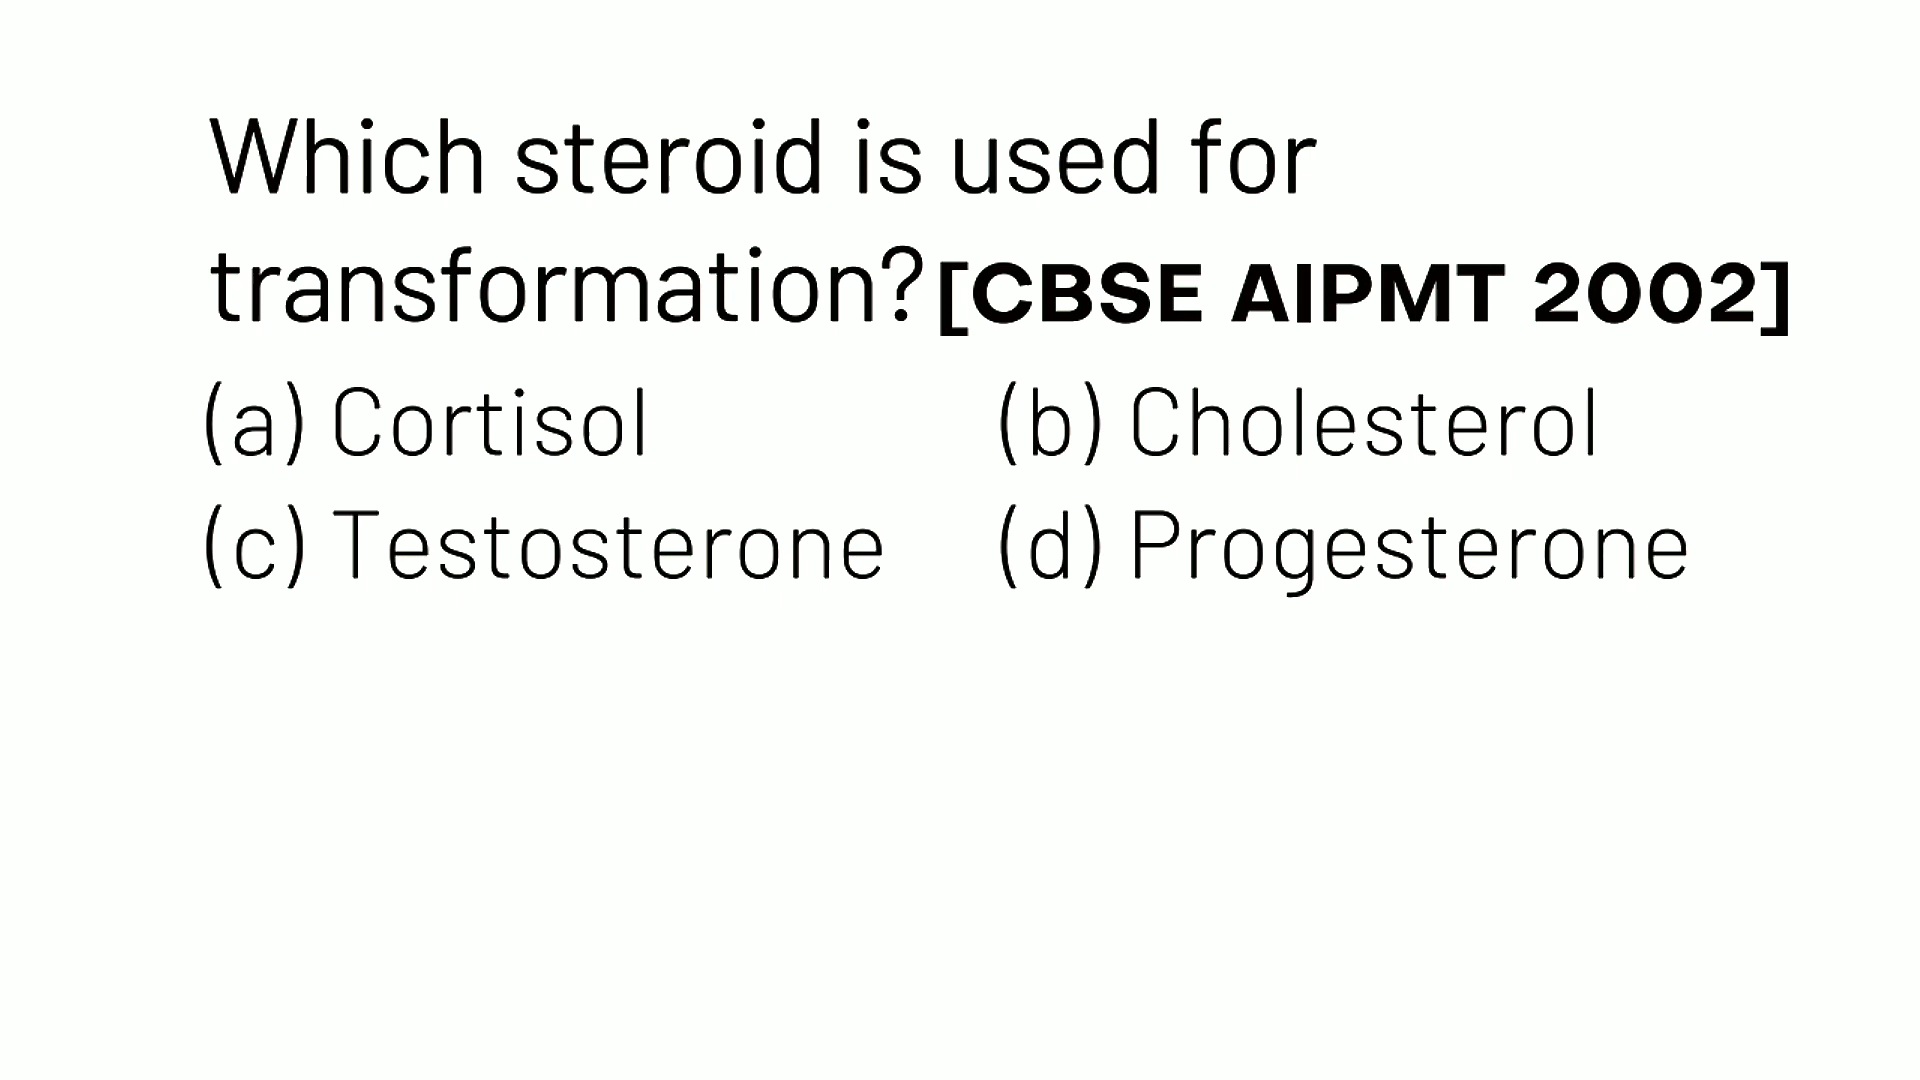 Which steroid is used for
transformation? [CBSE AIPMT 2002]
(a) Cortisol (b) Cholesterol
(c) Testosterone (d) Progesterone